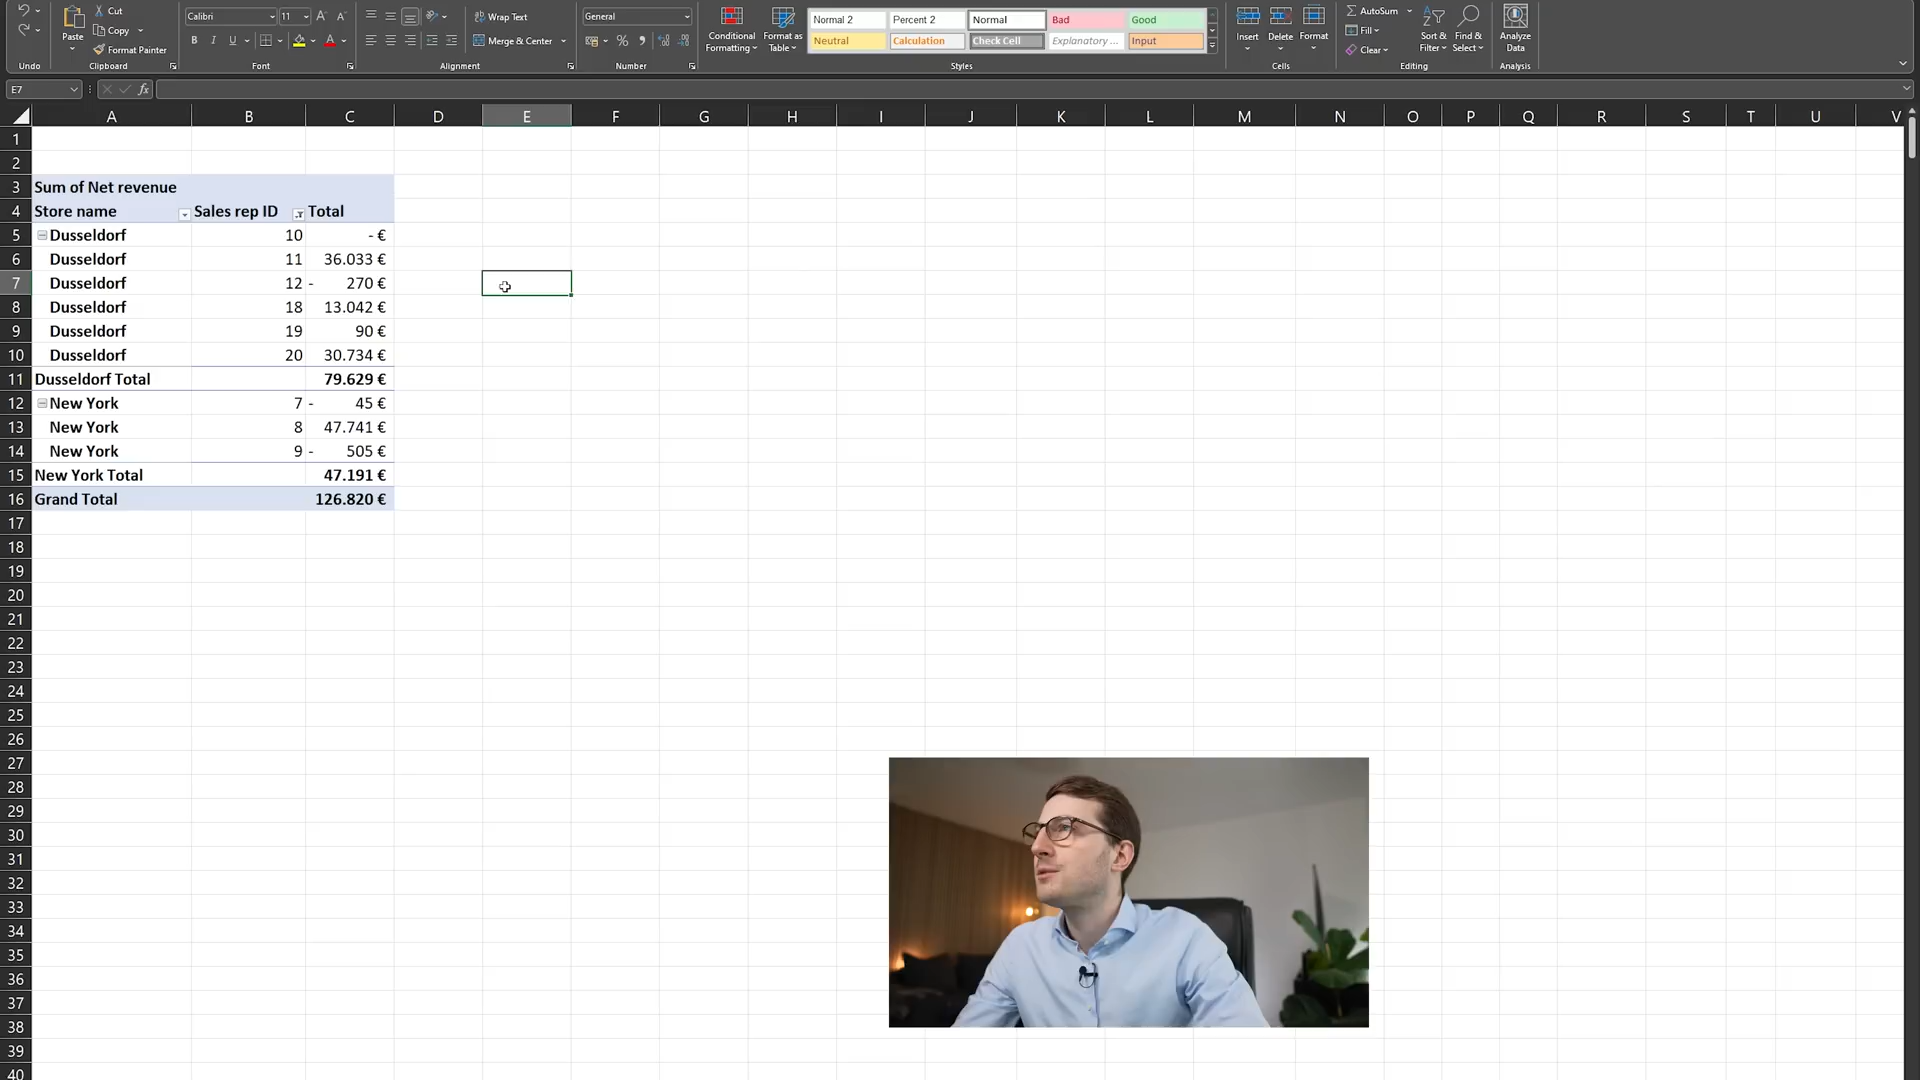 Cut
Copy
Format Painter
Paste
Undo
Clipboard
Calibri
11
A A
B I U
Font
Wrap Text
Merge & Center
Alignment
General
%
Number
Conditional Formatting
Format as Table
Normal 2
Percent 2
Normal
Bad
Good
Neutral
Calculation
Check Cell
Explanatory ...
Input
Styles
Insert
Delete
Format
Cells
AutoSum
Fill
Clear
Sort & Filter
Find & Select
Editing
Analyze Data
Analysis
E7
fx
A B C D E F G H I J K L M N O P Q R S T U V
1
2
3 Sum of Net revenue
4 Store name Sales rep ID Total
5 Dusseldorf 10 - €
6 Dusseldorf 11 36.033 €
7 Dusseldorf 12 - 270 €
8 Dusseldorf 18 13.042 €
9 Dusseldorf 19 90 €
10 Dusseldorf 20 30.734 €
11 Dusseldorf Total 79.629 €
12 New York 7 - 45 €
13 New York 8 47.741 €
14 New York 9 - 505 €
15 New York Total 47.191 €
16 Grand Total 126.820 €
17
18
19
20
21
22
23
24
25
26
27
28
29
30
31
32
33
34
35
36
37
38
39
40